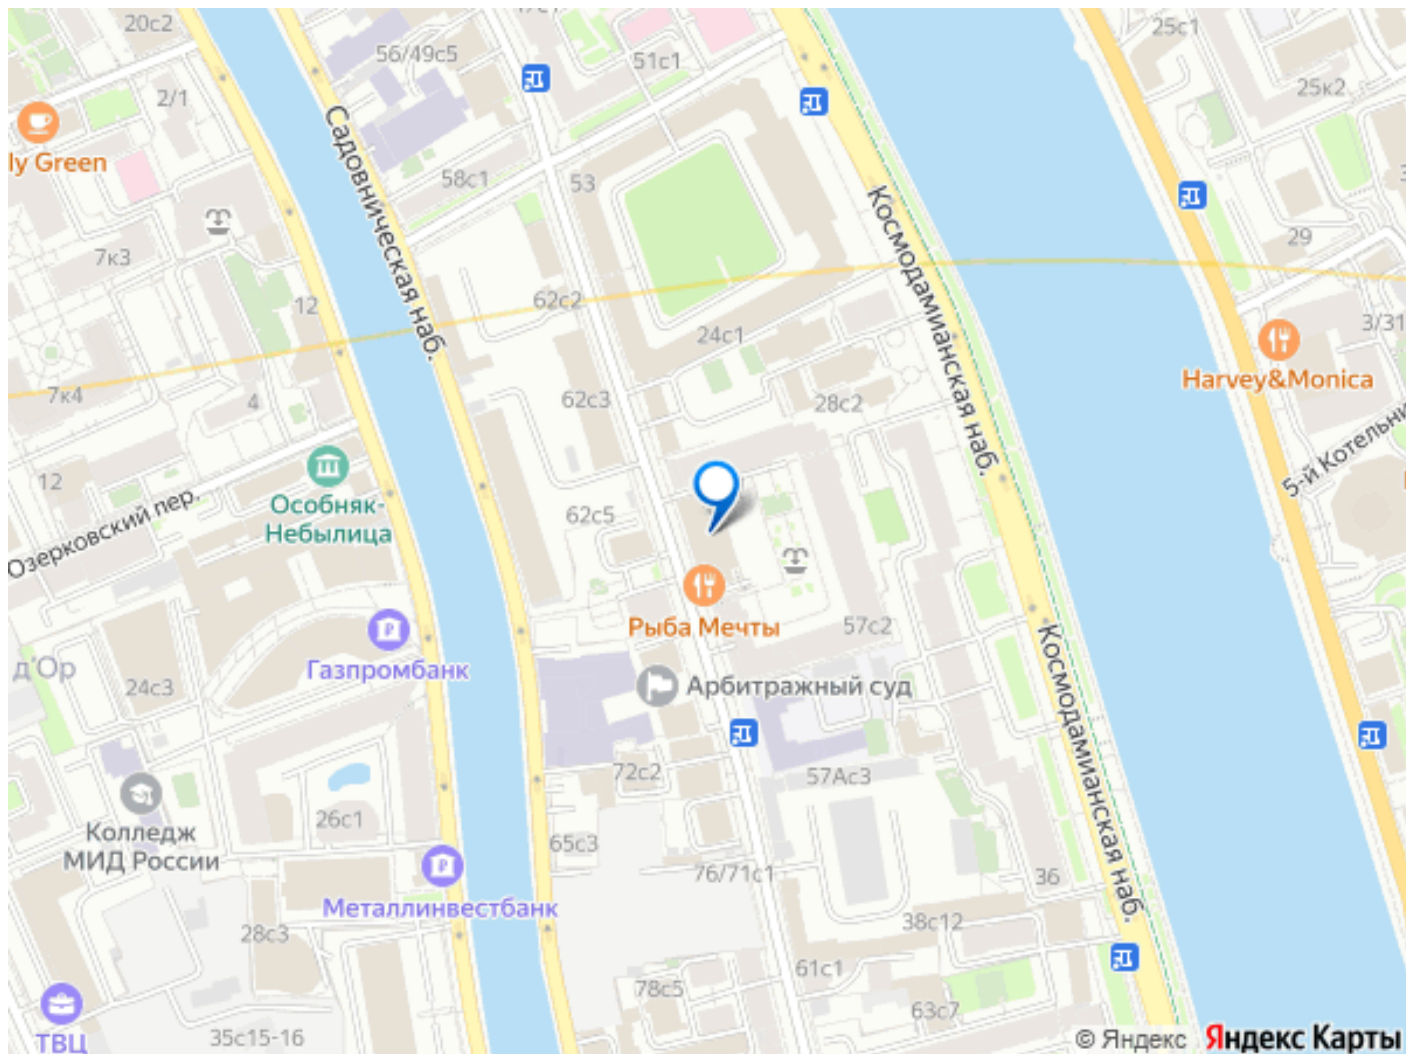 20с2
56/49с5
51с1
25с1
25к2
2/1
ly Green
Садовническая наб.
58с1
53
Космодамианская наб.
29
7к3
12
62с2
24с1
3/31
Harvey&Monica
7к4
4
62с3
28с2
5-й Котельни
12
Особняк-
Небылица
62с5
Озерковский пер.
Рыба Мечты
57с2
Газпромбанк
д'Ор
24с3
Арбитражный суд
Космодамианская наб.
72с2
57Ас3
Колледж
МИД России
26с1
65с3
76/71с1
36
Металлинвестбанк
28с3
38с12
61с1
78с5
63с7
ТВЦ
35с15-16
© Яндекс
Яндекс Карты